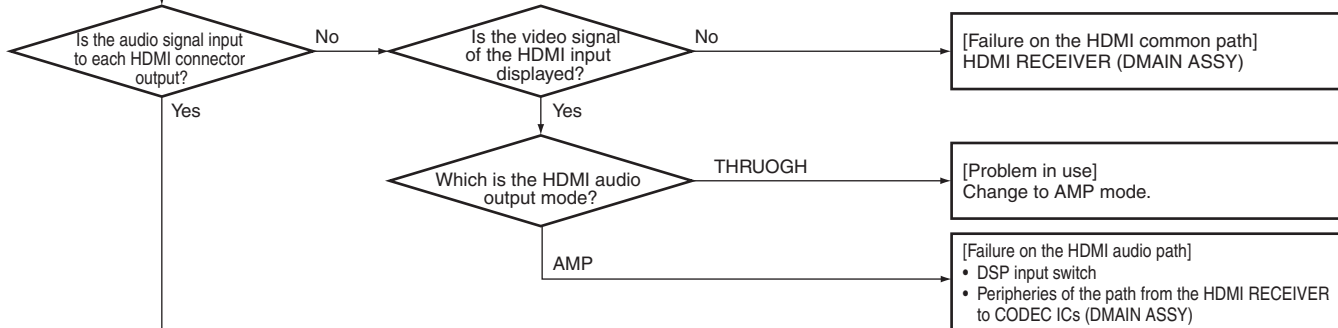 Is the audio signal input
to each HDMI connector
output?
No
Yes
Is the video signal
of the HDMI input
displayed?
No
Yes
[Failure on the HDMI common path]
HDMI RECEIVER (DMAIN ASSY)
Which is the HDMI audio
output mode?
THRUOGH
AMP
[Problem in use]
Change to AMP mode.
[Failure on the HDMI audio path]
• DSP input switch
• Peripheries of the path from the HDMI RECEIVER
to CODEC ICs (DMAIN ASSY)